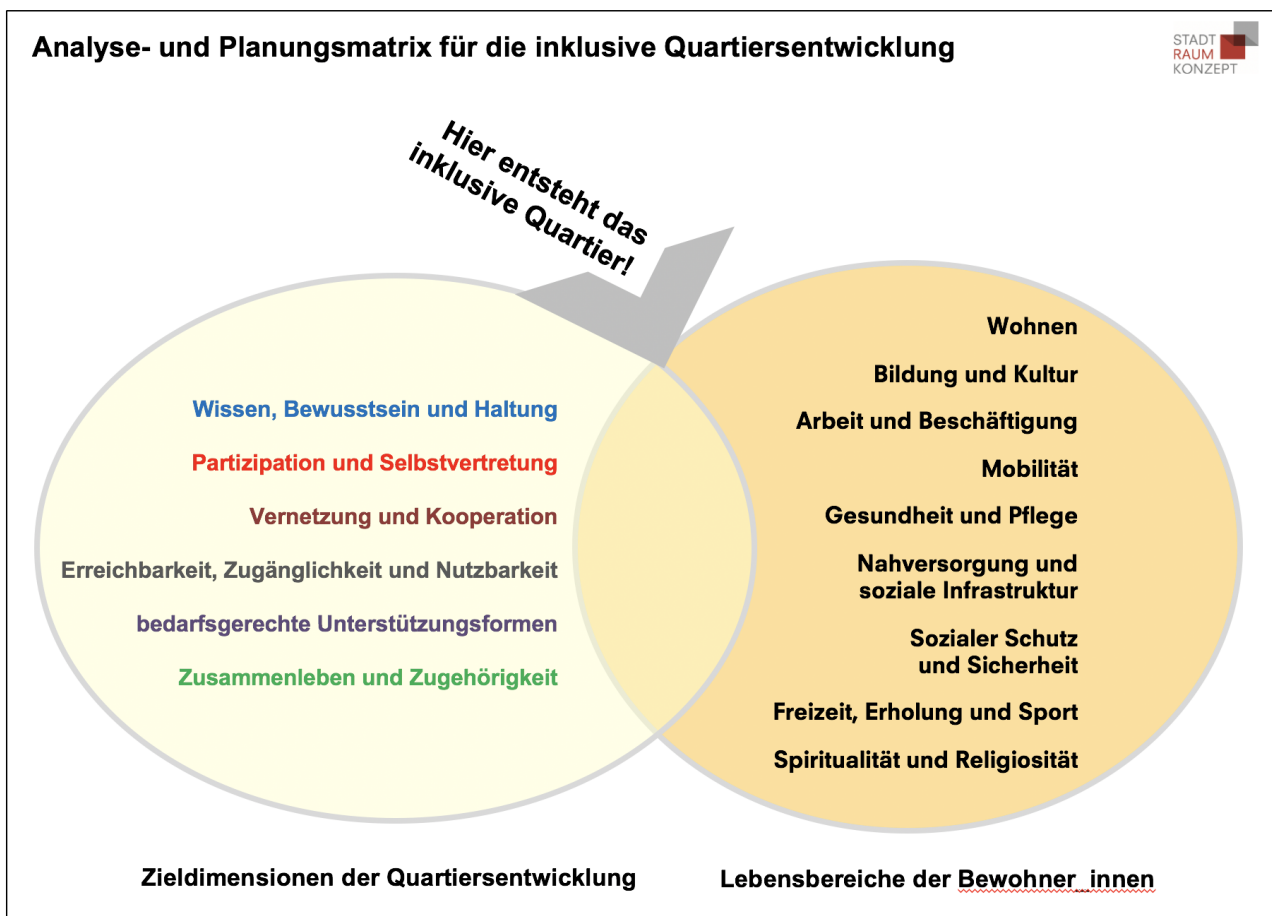 Analyse- und Planungsmatrix für die inklusive Quartiersentwicklung
STADT
RAUM
KONZEPT
Hier entsteht das
inklusive Quartier!
Wissen, Bewusstsein und Haltung
Partizipation und Selbstvertretung
Vernetzung und Kooperation
Erreichbarkeit, Zugänglichkeit und Nutzbarkeit
bedarfsgerechte Unterstützungsformen
Zusammenleben und Zugehörigkeit
Wohnen
Bildung und Kultur
Arbeit und Beschäftigung
Mobilität
Gesundheit und Pflege
Nahversorgung und
soziale Infrastruktur
Sozialer Schutz
und Sicherheit
Freizeit, Erholung und Sport
Spiritualität und Religiosität
Zieldimensionen der Quartiersentwicklung
Lebensbereiche der Bewohner_innen